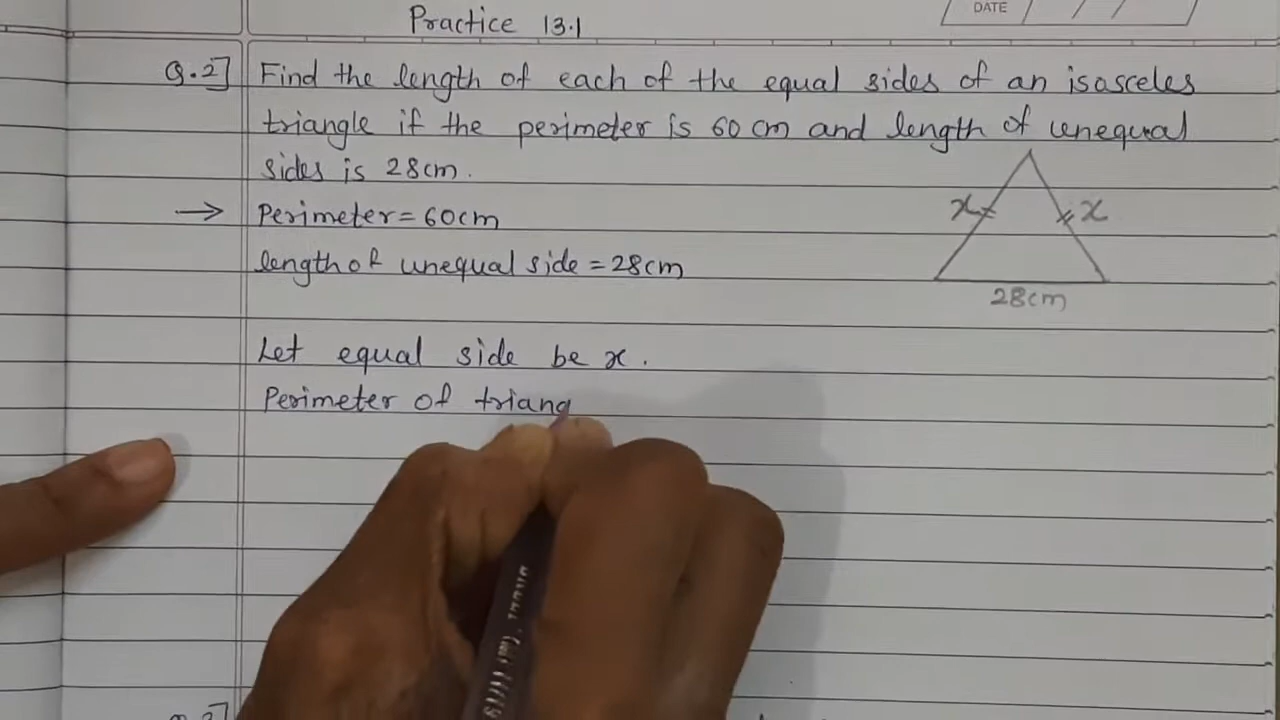 DATE
Practice 13.1
Q.2] Find the length of each of the equal sides of an isosceles
triangle if the perimeter is 60 cm and length of unequal
sides is 28cm.
x x
→ Perimeter = 60cm
length of unequal side = 28cm
28cm
Let equal side be x.
Perimeter of triang